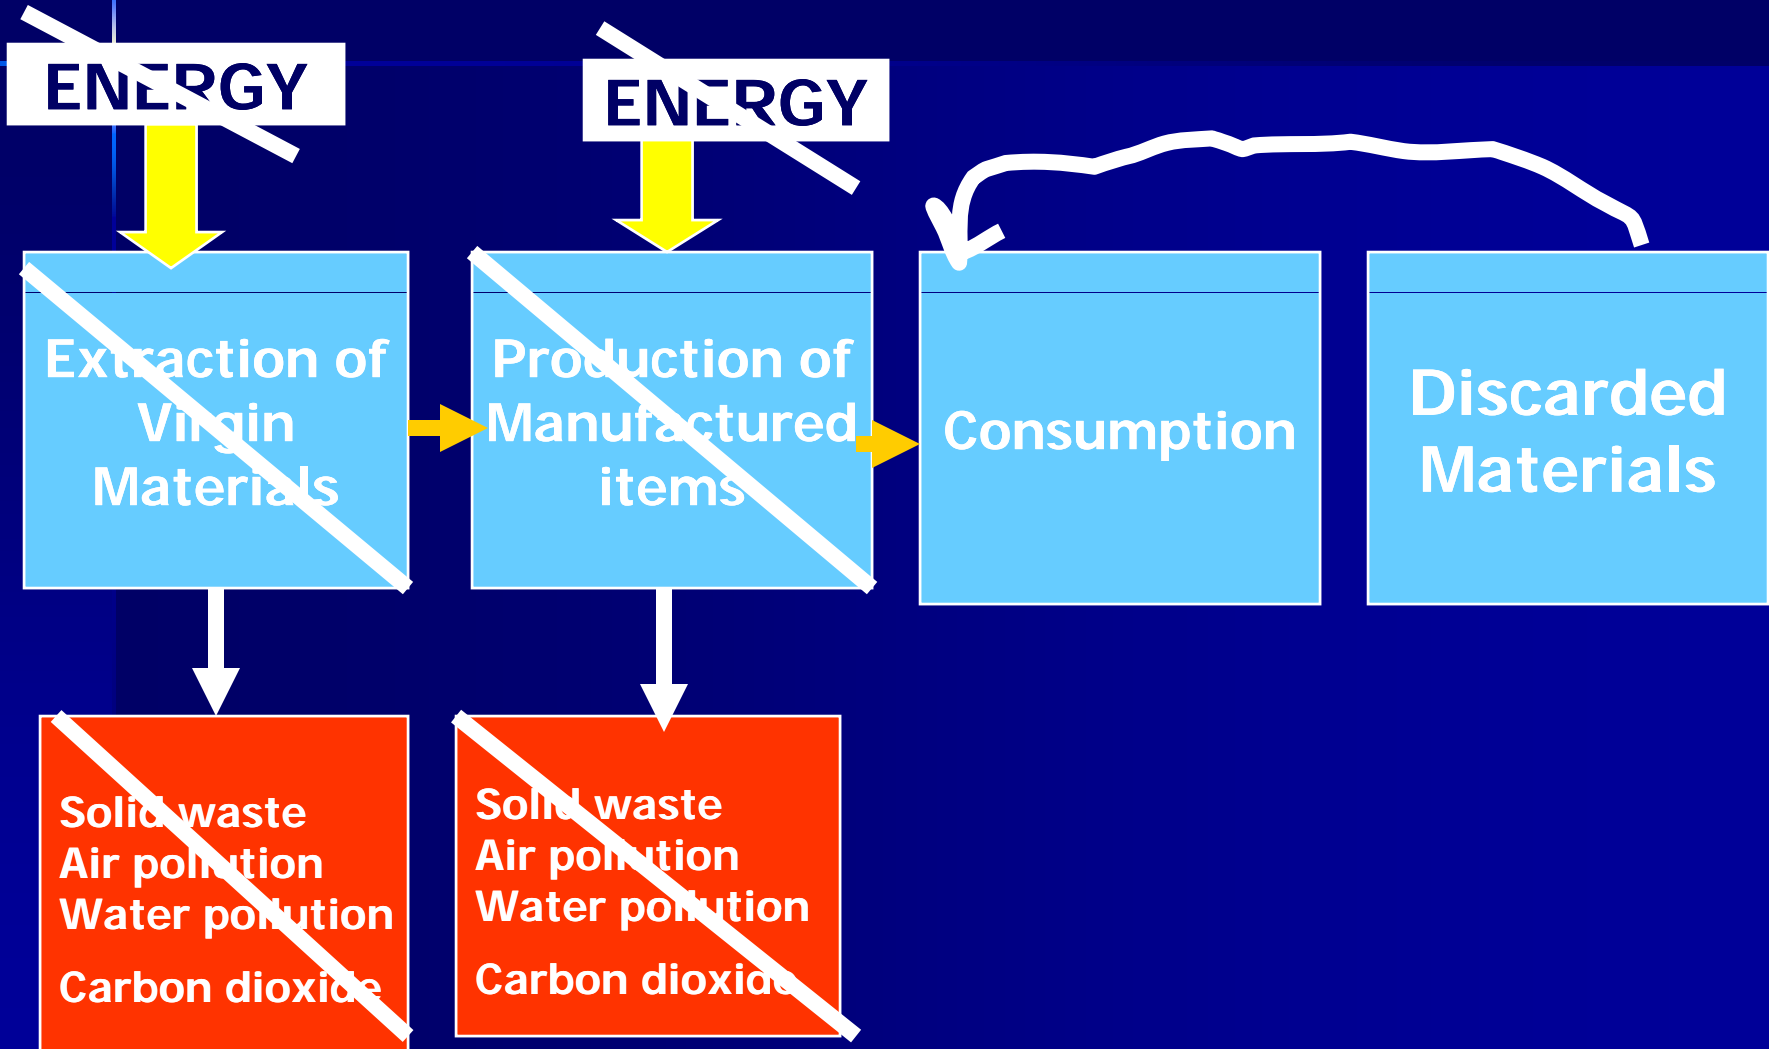 ENERGY
ENERGY
Extraction of
Virgin
Materials
Production of
Manufactured
items
Consumption
Discarded
Materials
Solid waste
Air pollution
Water pollution
Carbon dioxide
Solid waste
Air pollution
Water pollution
Carbon dioxide